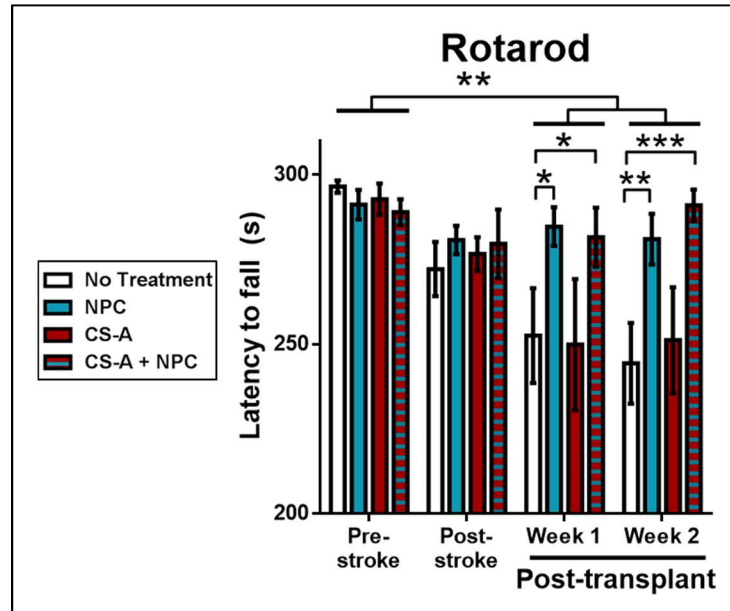 Rotarod
**
*
***
*
**
300
250
200
Latency to fall (s)
No Treatment
NPC
CS-A
CS-A + NPC
Pre-
stroke
Post-
stroke
Week 1
Week 2
Post-transplant